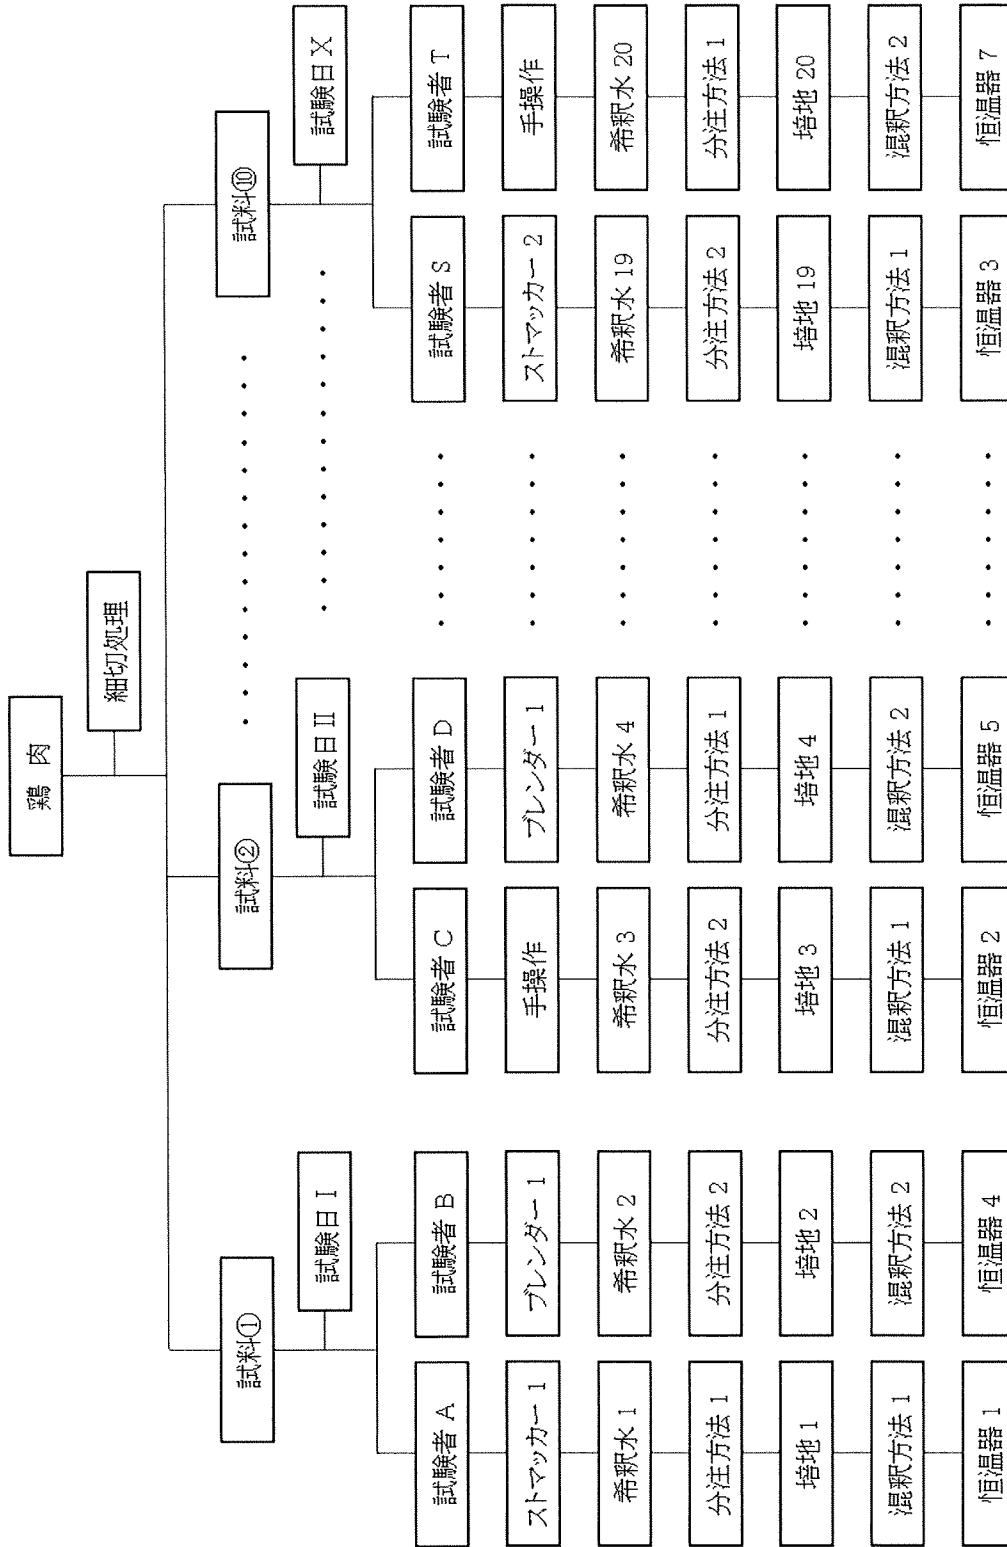 鶏 肉
細切処理
試料①
試料②
試料⑩
試験日 I
試験日 II
試験日 X
試験者 A
試験者 B
試験者 C
試験者 D
試験者 S
試験者 T
ストマッカー 1
ブレンダー 1
手操作
ブレンダー 1
ストマッカー 2
手操作
希釈水 1
希釈水 2
希釈水 3
希釈水 4
希釈水 19
希釈水 20
分注方法 1
分注方法 2
分注方法 2
分注方法 1
分注方法 2
分注方法 1
培地 1
培地 2
培地 3
培地 4
培地 19
培地 20
混釈方法 1
混釈方法 2
混釈方法 1
混釈方法 2
混釈方法 1
混釈方法 2
恒温器 1
恒温器 4
恒温器 2
恒温器 5
恒温器 3
恒温器 7